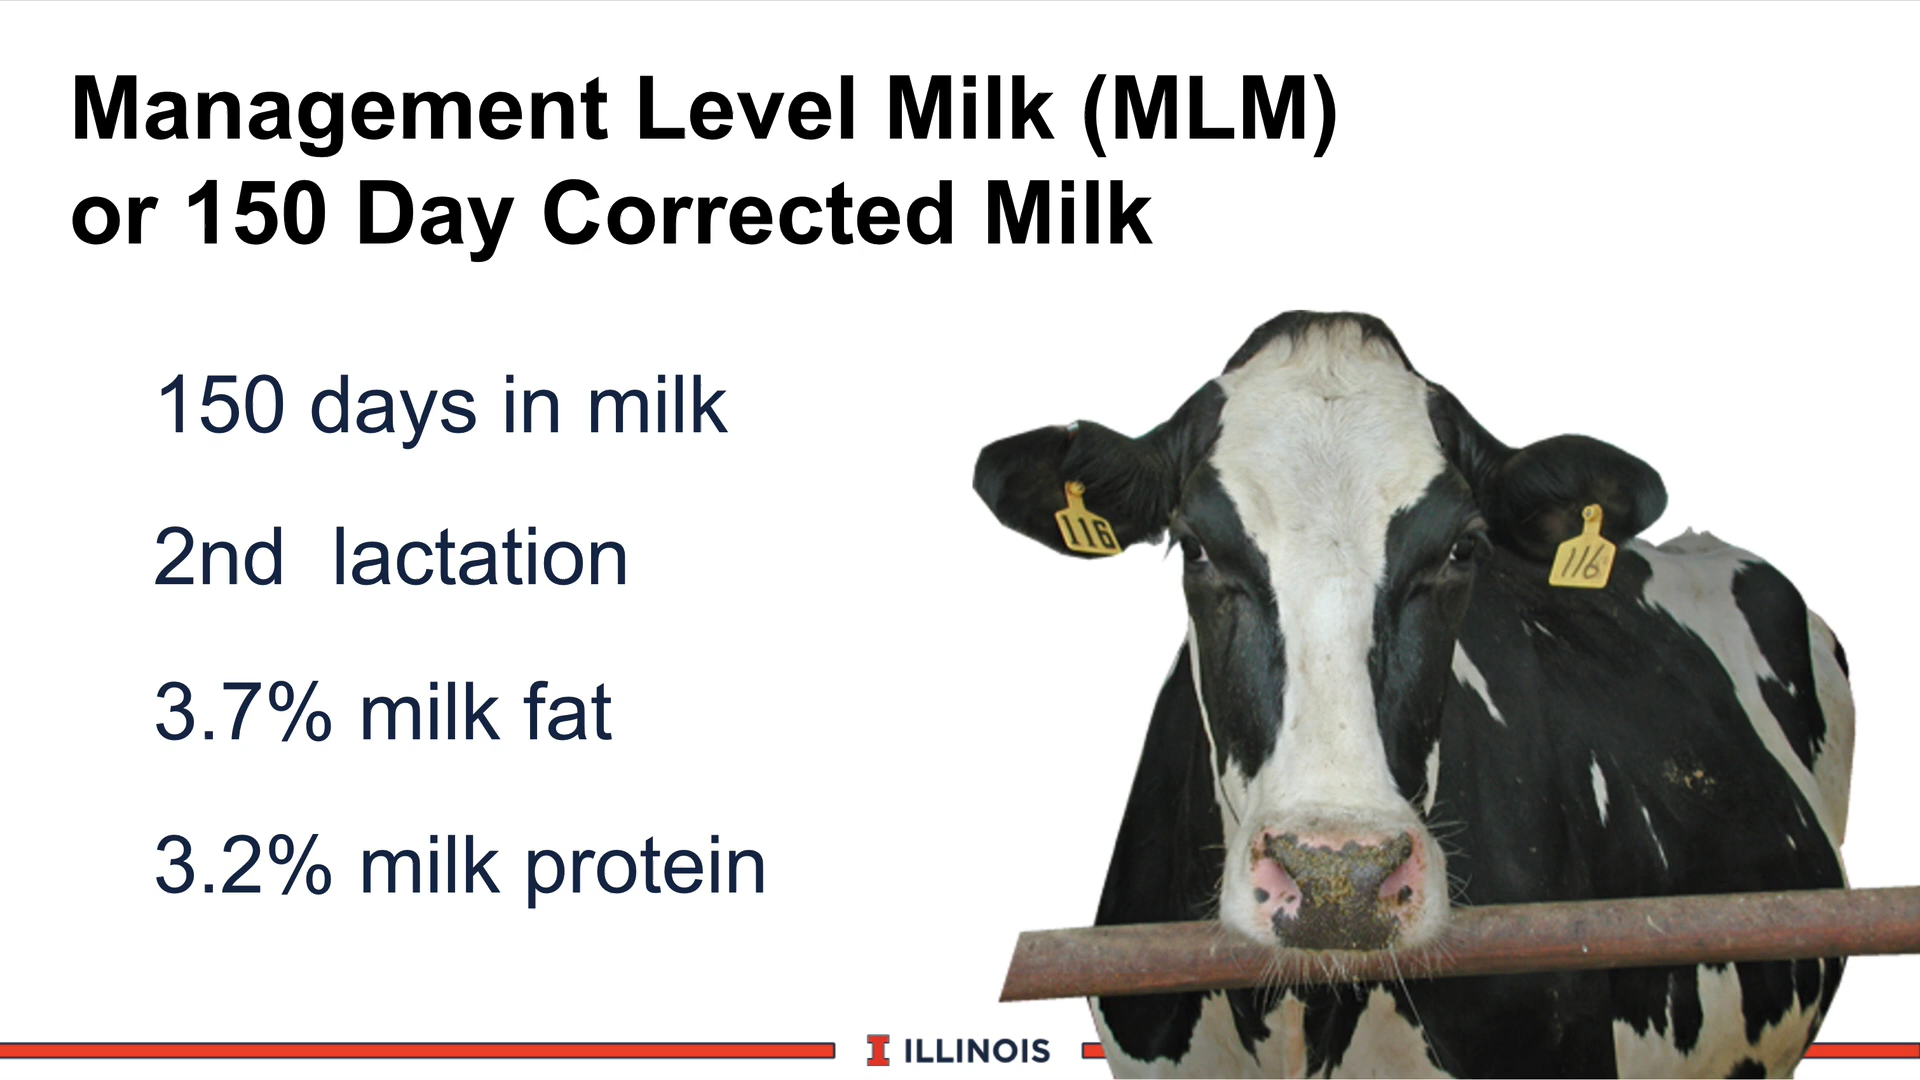 Management Level Milk (MLM)
or 150 Day Corrected Milk
150 days in milk
2nd lactation
3.7% milk fat
3.2% milk protein
116
116
I ILLINOIS